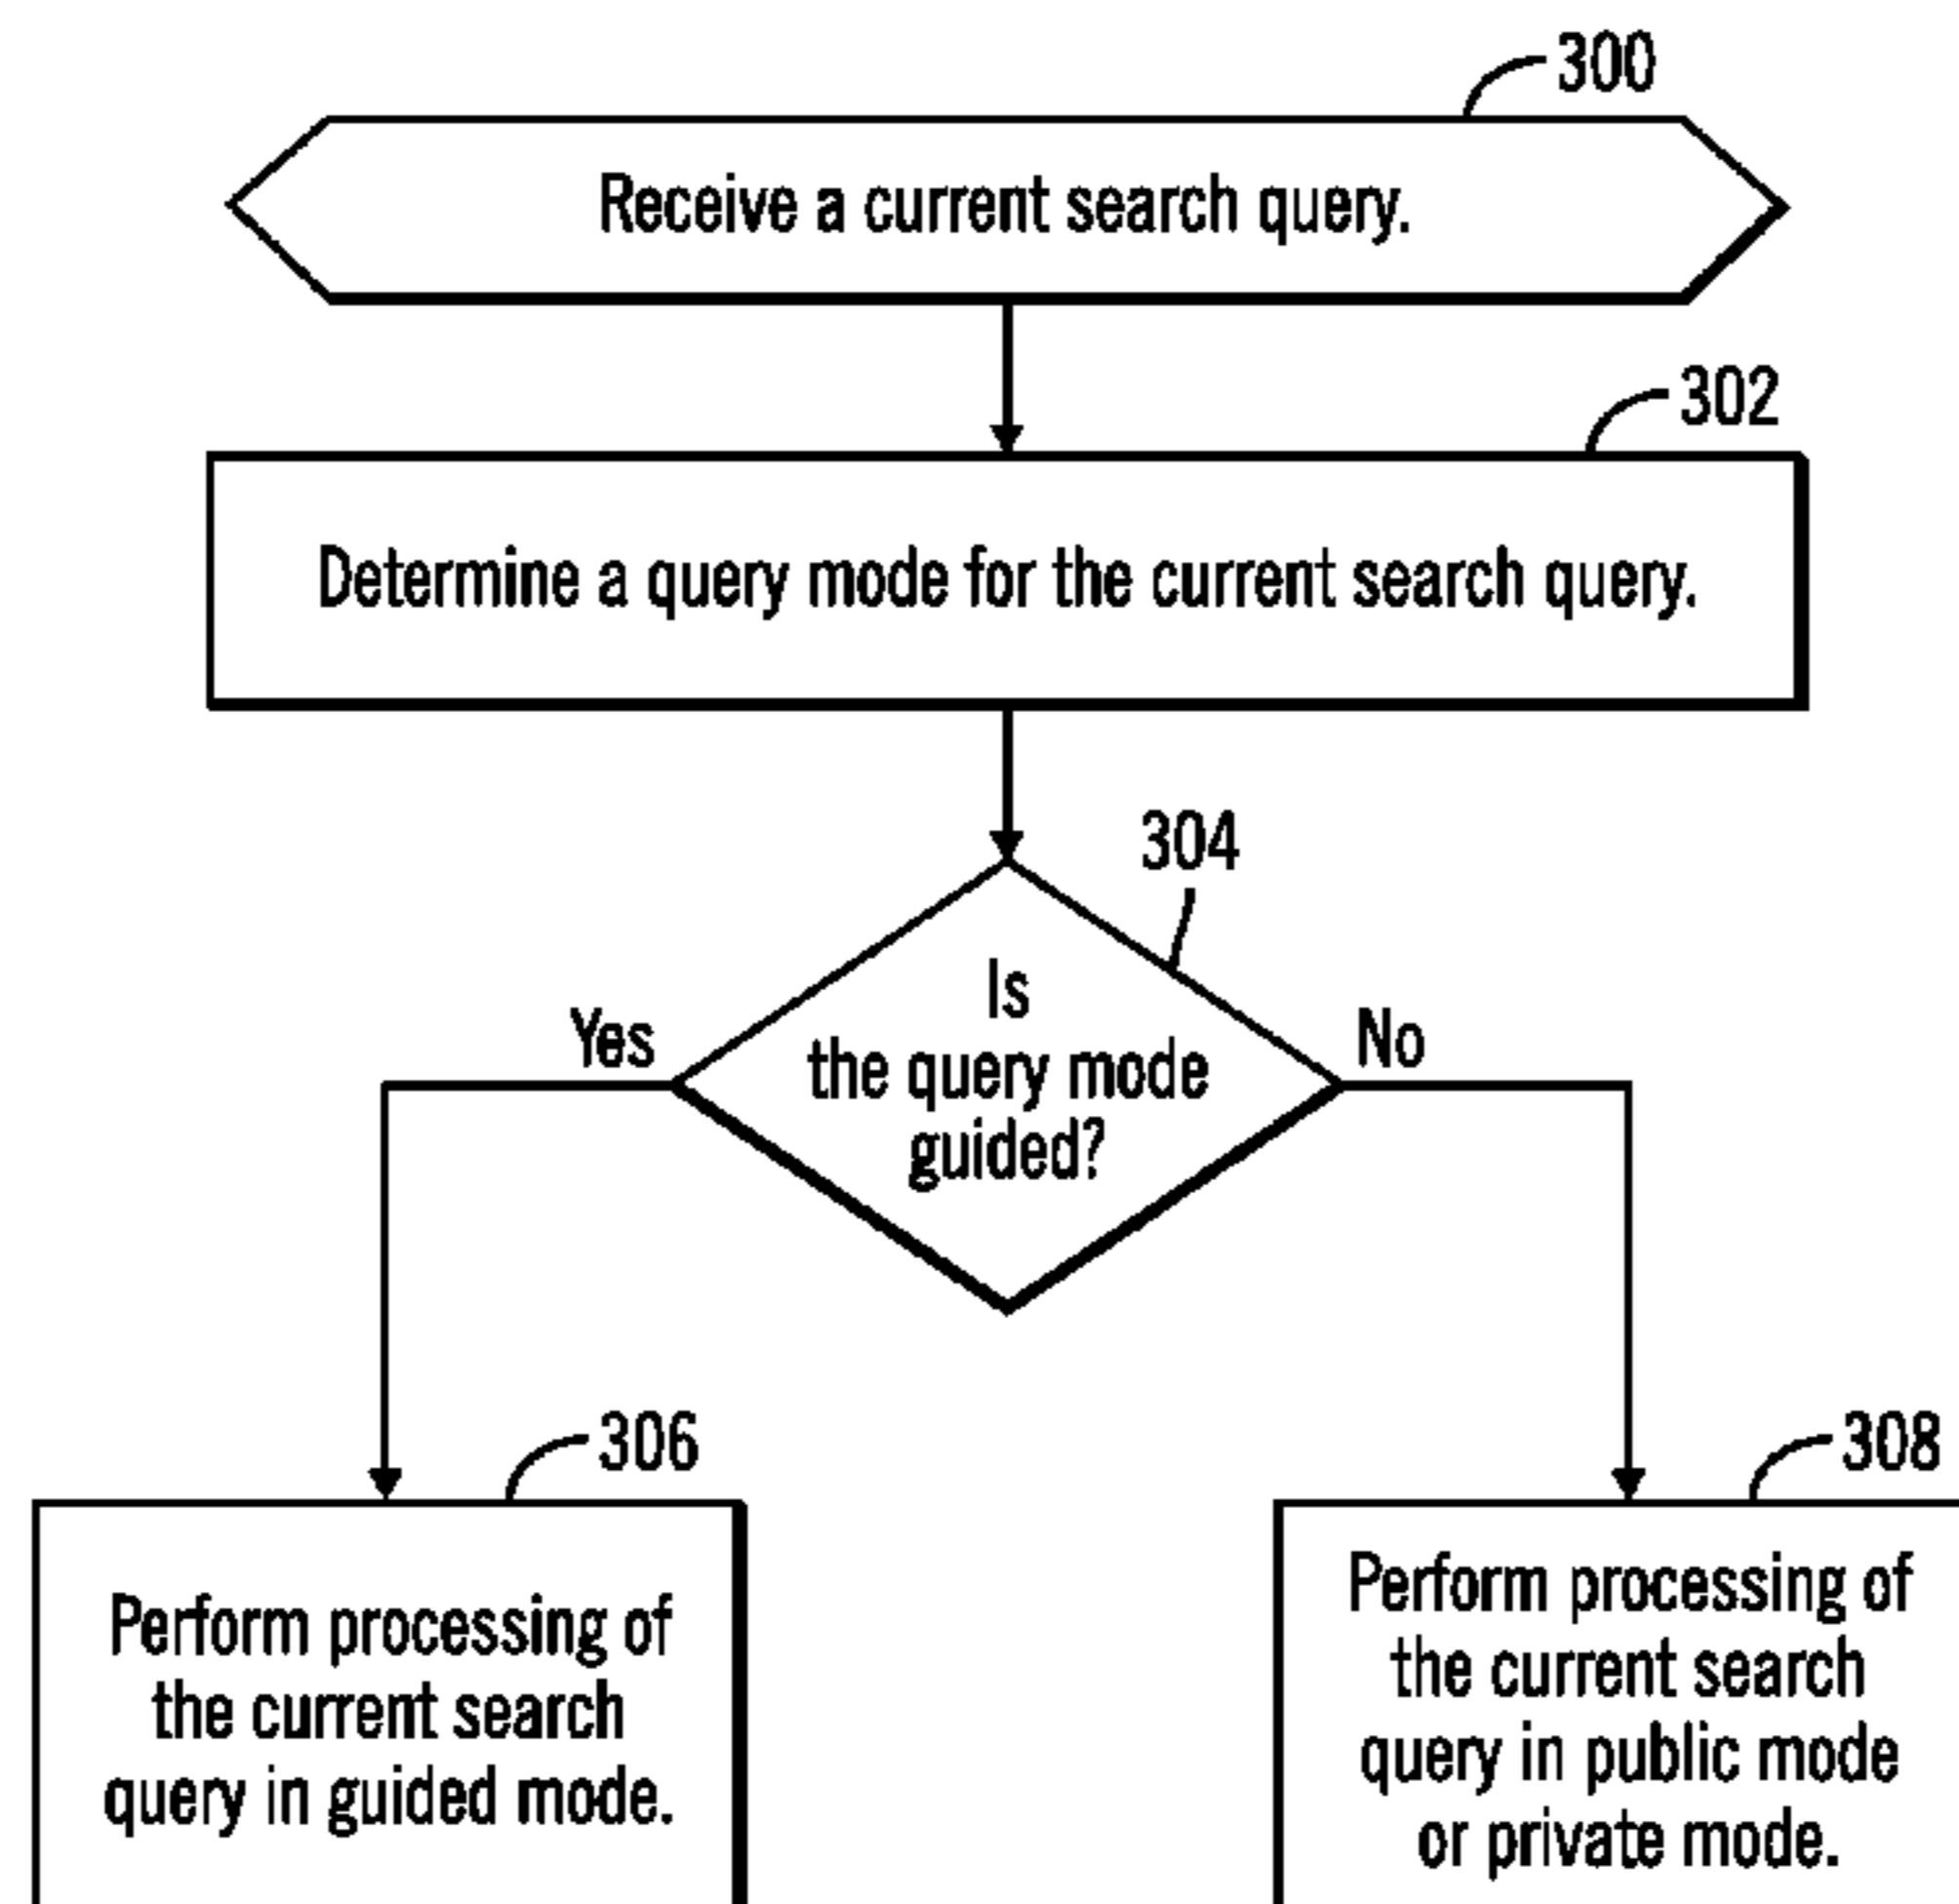 300
Receive a current search query.
302
Determine a query mode for the current search query.
304
Is
the query mode
guided?
Yes
No
306
Perform processing of
the current search
query in guided mode.
308
Perform processing of
the current search
query in public mode
or private mode.